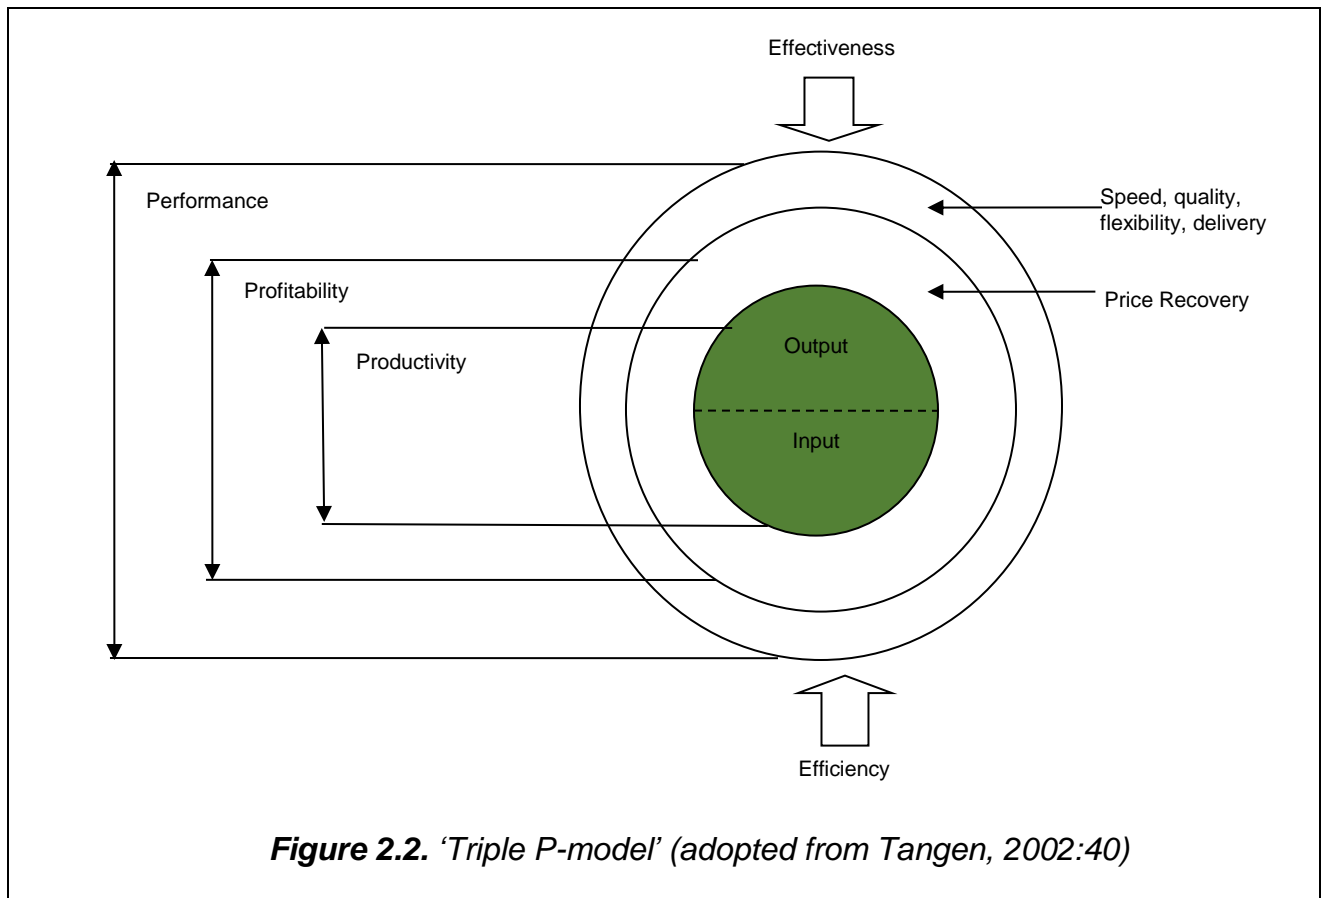 Effectiveness
Performance
Speed, quality,
flexibility, delivery
Profitability
Price Recovery
Output
Productivity
Input
Efficiency
Figure 2.2. ‘Triple P-model’ (adopted from Tangen, 2002:40)